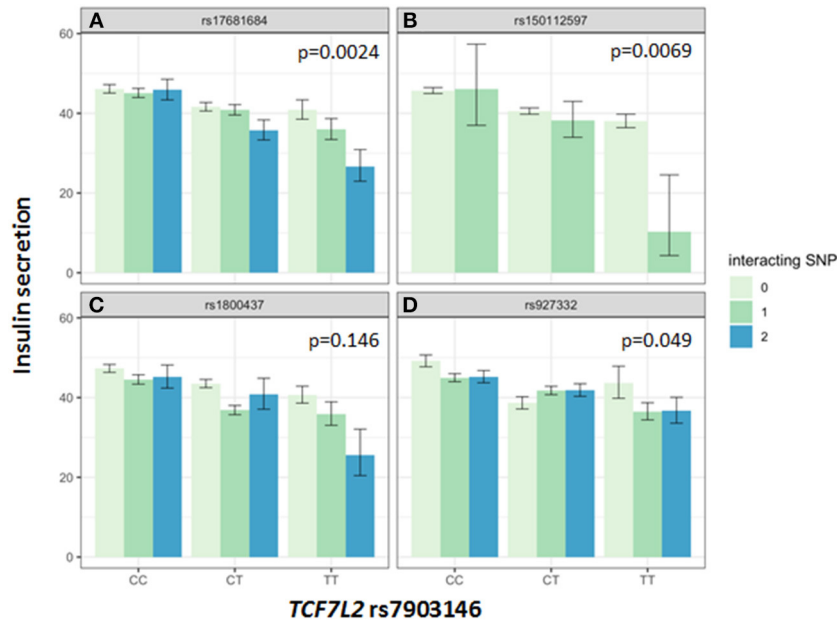 A rs17681684
p=0.0024
B rs150112597
p=0.0069
60
40
20
0
C rs1800437
p=0.146
D rs927332
p=0.049
60
40
20
0
CC CT TT
CC CT TT
Insulin secretion
TCF7L2 rs7903146
interacting SNP
0
1
2